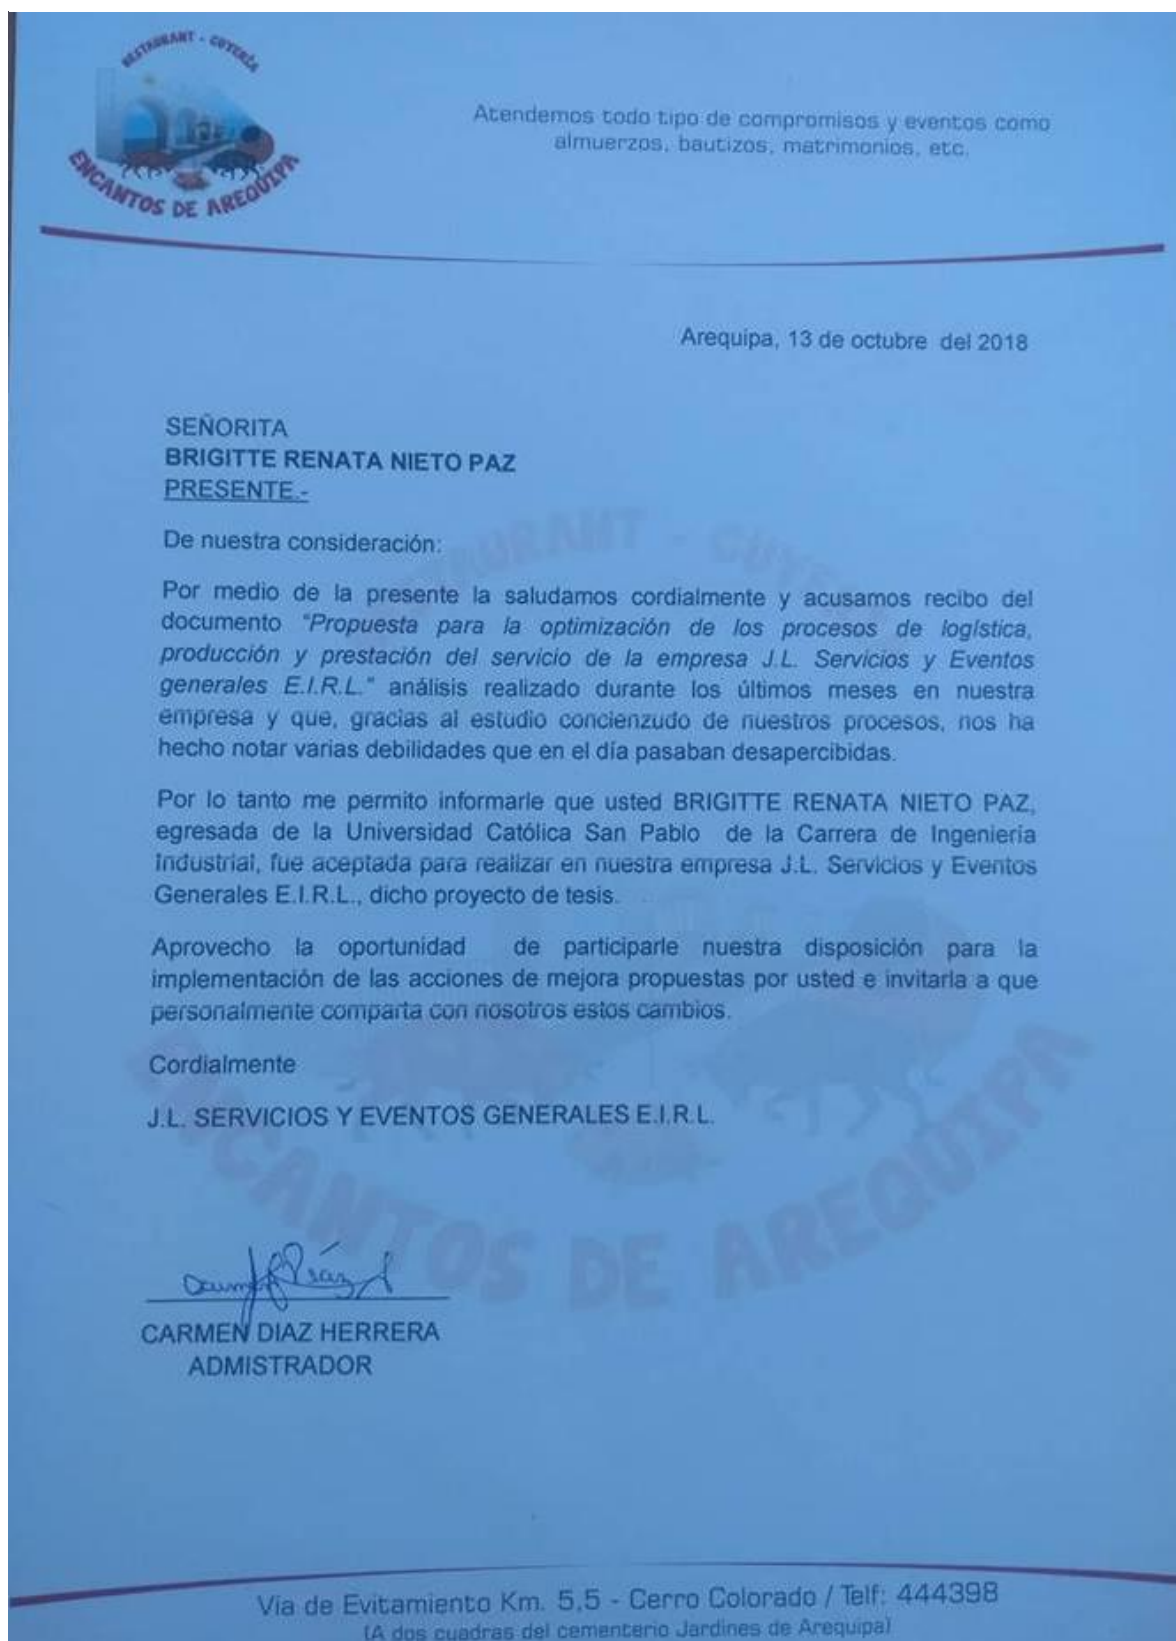 RESTAURANT - CUYERÍA
ENCANTOS DE AREQUIPA
Atendemos todo tipo de compromisos y eventos como
almuerzos, bautizos, matrimonios, etc.
Arequipa, 13 de octubre del 2018
SEÑORITA
BRIGITTE RENATA NIETO PAZ
PRESENTE.-
De nuestra consideración:
Por medio de la presente la saludamos cordialmente y acusamos recibo del
documento "Propuesta para la optimización de los procesos de logística,
producción y prestación del servicio de la empresa J.L. Servicios y Eventos
generales E.I.R.L." análisis realizado durante los últimos meses en nuestra
empresa y que, gracias al estudio concienzudo de nuestros procesos, nos ha
hecho notar varias debilidades que en el día pasaban desapercibidas.
Por lo tanto me permito informarle que usted BRIGITTE RENATA NIETO PAZ,
egresada de la Universidad Católica San Pablo de la Carrera de Ingeniería
Industrial, fue aceptada para realizar en nuestra empresa J.L. Servicios y Eventos
Generales E.I.R.L., dicho proyecto de tesis.
Aprovecho la oportunidad de participarle nuestra disposición para la
implementación de las acciones de mejora propuestas por usted e invitarla a que
personalmente comparta con nosotros estos cambios.
Cordialmente
J.L. SERVICIOS Y EVENTOS GENERALES E.I.R.L.
RESTAURANT - CUYERÍA
ENCANTOS DE AREQUIPA
CARMEN DIAZ HERRERA
ADMISTRADOR
Via de Evitamiento Km. 5,5 - Cerro Colorado / Telf: 444398
(A dos cuadras del cementerio Jardines de Arequipa)